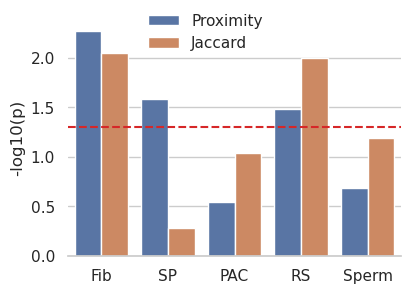 Proximity
Jaccard
-log10(p)
2.0
1.5
1.0
0.5
0.0
Fib SP PAC RS Sperm